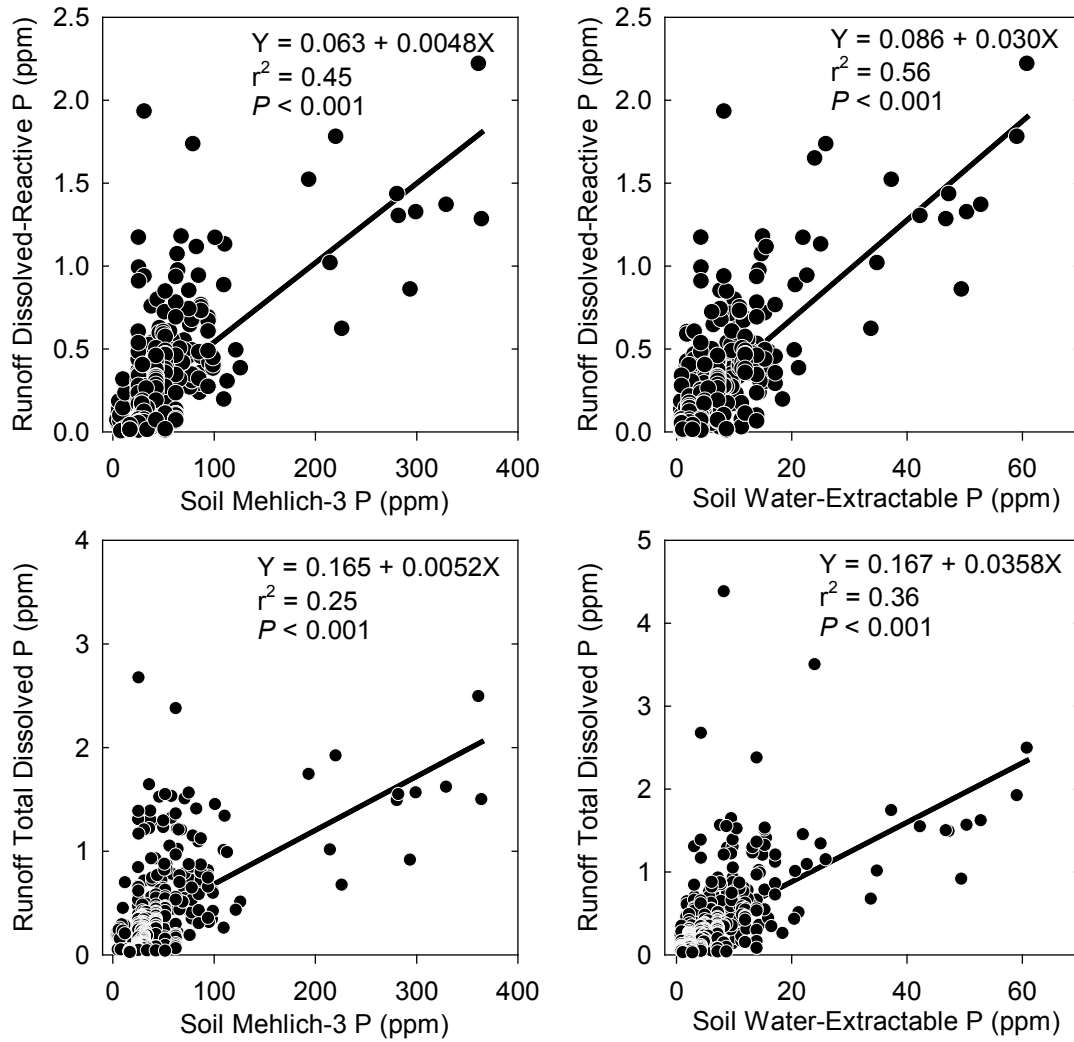 Runoff Dissolved-Reactive P (ppm)
2.5
2.0
1.5
1.0
0.5
0.0
Y = 0.063 + 0.0048X
r² = 0.45
P < 0.001
0 100 200 300 400
Soil Mehlich-3 P (ppm)
Runoff Dissolved-Reactive P (ppm)
2.5
2.0
1.5
1.0
0.5
0.0
Y = 0.086 + 0.030X
r² = 0.56
P < 0.001
0 20 40 60
Soil Water-Extractable P (ppm)
Runoff Total Dissolved P (ppm)
4
3
2
1
0
Y = 0.165 + 0.0052X
r² = 0.25
P < 0.001
0 100 200 300 400
Soil Mehlich-3 P (ppm)
Runoff Total Dissolved P (ppm)
5
4
3
2
1
0
Y = 0.167 + 0.0358X
r² = 0.36
P < 0.001
0 20 40 60
Soil Water-Extractable P (ppm)